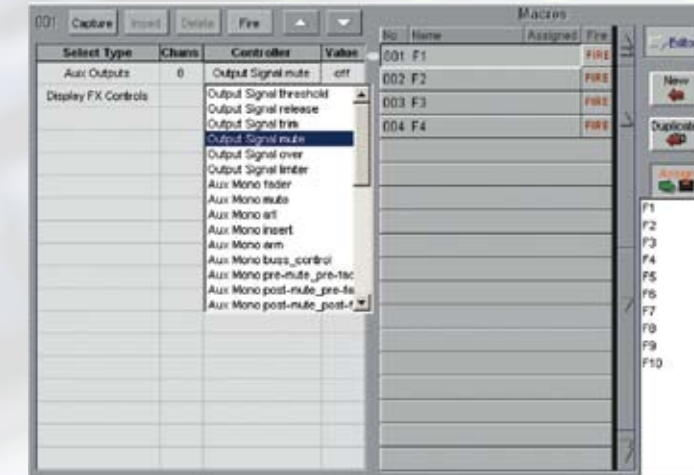 001 Capture Insert Delete Fire
Select Type Chans Controller Value
Aux Outputs 8 Output Signal mute off
Display FX Controls
Output Signal threshold
Output Signal release
Output Signal trim
Output Signal mute
Output Signal over
Output Signal limiter
Aux Mono fader
Aux Mono mute
Aux Mono
Aux Mono insert
Aux Mono arm
Aux Mono buss_control
Aux Mono pre-mute_pre-fad
Aux Mono post-mute_pre-fa
Aux Mono post-mute_post-f
Macros
No Name Assigned Fire
001 F1 FIRE
002 F2 FIRE
003 F3 FIRE
004 F4 FIRE
Edito
New
Duplicate
Assign
F1
F2
F3
F4
F5
F6
F7
F8
F9
F10